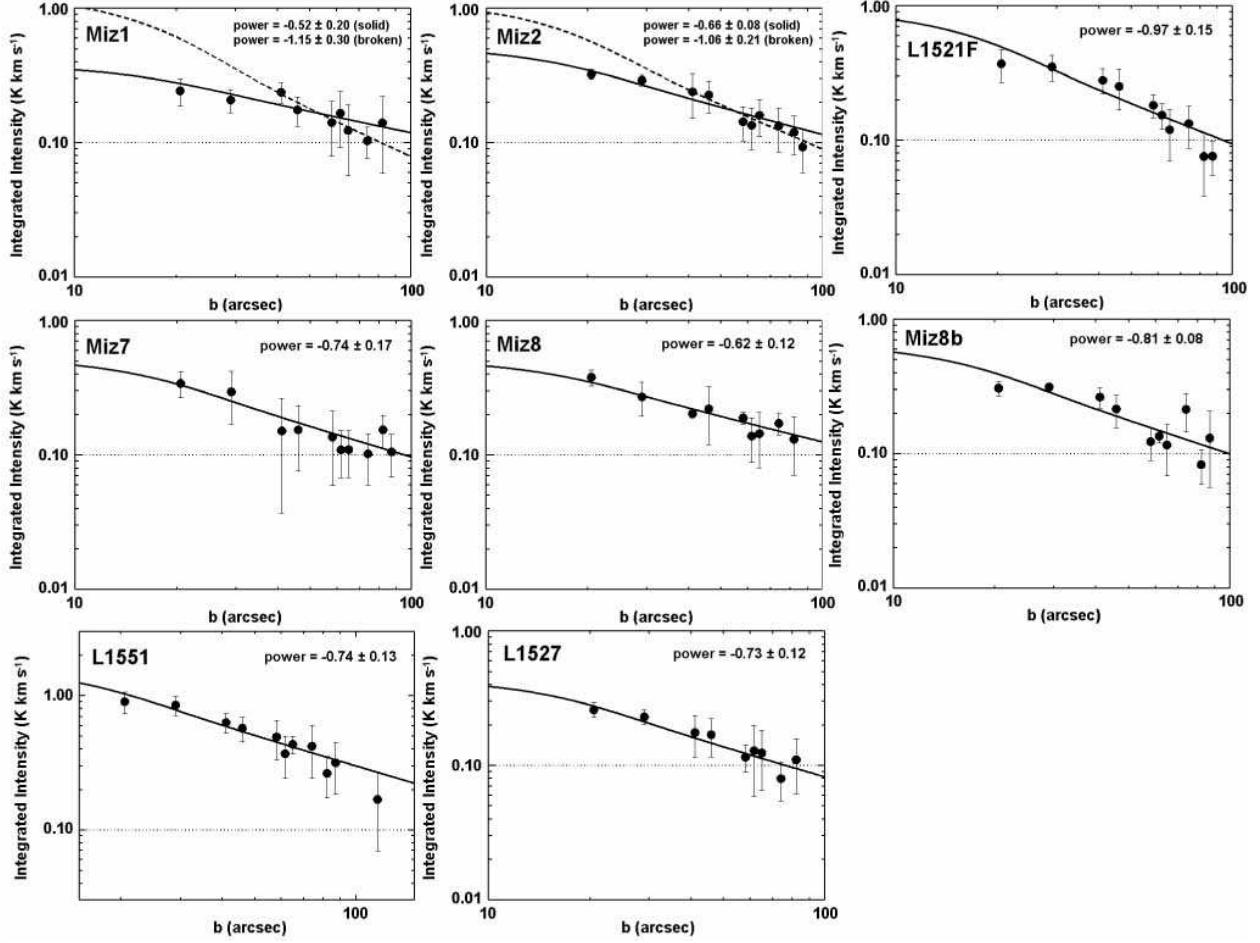 Miz1
power = -0.52 ± 0.20 (solid)
power = -1.15 ± 0.30 (broken)
Integrated Intensity (K km s⁻¹)
1.00
0.10
0.01
10
100
b (arcsec)
Miz2
power = -0.66 ± 0.08 (solid)
power = -1.06 ± 0.21 (broken)
Integrated Intensity (K km s⁻¹)
1.00
0.10
0.01
10
100
b (arcsec)
L1521F
power = -0.97 ± 0.15
Integrated Intensity (K km s⁻¹)
1.00
0.10
0.01
10
100
b (arcsec)
Miz7
power = -0.74 ± 0.17
Integrated Intensity (K km s⁻¹)
1.00
0.10
0.01
10
100
b (arcsec)
Miz8
power = -0.62 ± 0.12
Integrated Intensity (K km s⁻¹)
1.00
0.10
0.01
10
100
b (arcsec)
Miz8b
power = -0.81 ± 0.08
Integrated Intensity (K km s⁻¹)
1.00
0.10
0.01
10
100
b (arcsec)
L1551
power = -0.74 ± 0.13
Integrated Intensity (K km s⁻¹)
1.00
0.10
100
b (arcsec)
L1527
power = -0.73 ± 0.12
Integrated Intensity (K km s⁻¹)
1.00
0.10
0.01
10
100
b (arcsec)